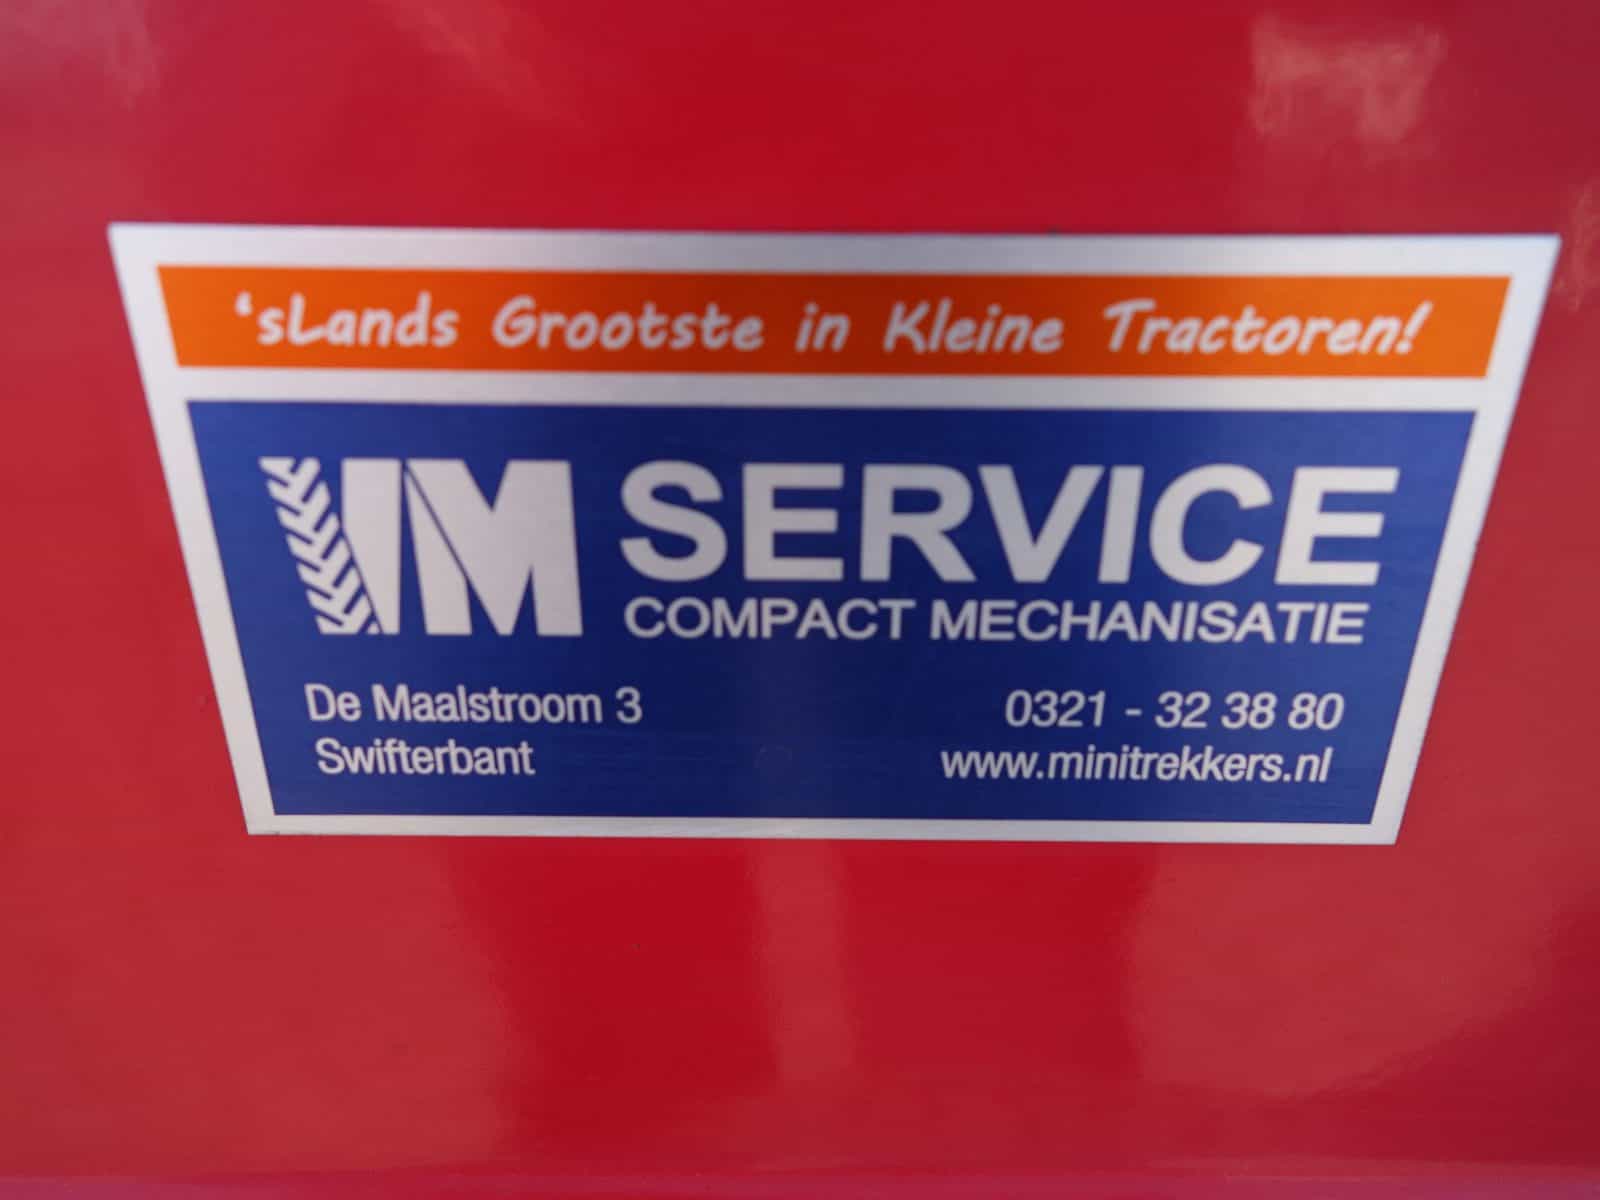 ‘sLands Grootste in Kleine Tractoren!
IM SERVICE
COMPACT MECHANISATIE
De Maalstroom 3
Swifterbant
0321 - 32 38 80
www.minitrekkers.nl